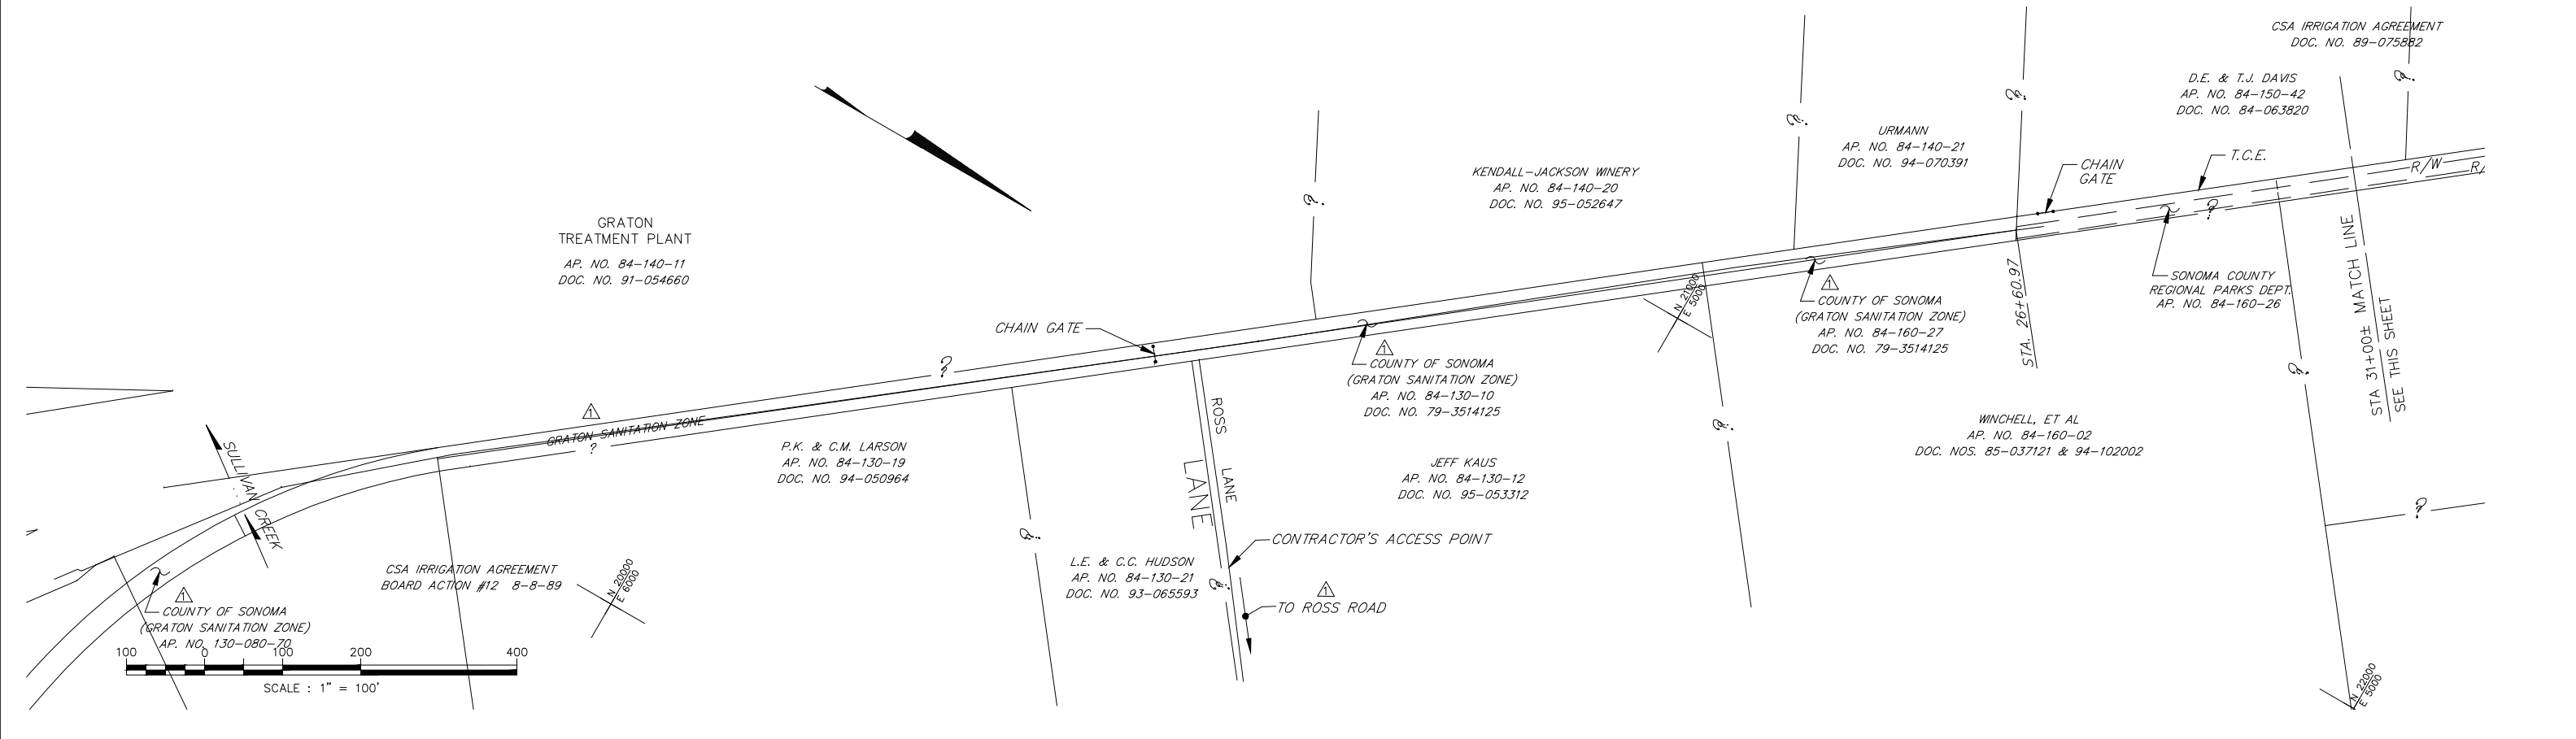 CSA IRRIGATION AGREEMENT
DOC. NO. 89-075882
D.E. & T.J. DAVIS
AP. NO. 84-150-42
DOC. NO. 84-063820
URMANN
AP. NO. 84-140-21
DOC. NO. 94-070391
KENDALL-JACKSON WINERY
AP. NO. 84-140-20
DOC. NO. 95-052647
CHAIN
GATE
T.C.E.
R/W
R/
GRATON
TREATMENT PLANT
AP. NO. 84-140-11
DOC. NO. 91-054660
?
?
?
?
?
?
SONOMA COUNTY
REGIONAL PARKS DEPT.
AP. NO. 84-160-26
STA 31+00± MATCH LINE
SEE THIS SHEET
STA. 26+60.97
N 21000
E 5000
1
COUNTY OF SONOMA
(GRATON SANITATION ZONE)
AP. NO. 84-160-27
DOC. NO. 79-3514125
CHAIN GATE
1
COUNTY OF SONOMA
(GRATON SANITATION ZONE)
AP. NO. 84-130-10
DOC. NO. 79-3514125
?
?
?
1
GRATON SANITATION ZONE
?
P.K. & C.M. LARSON
AP. NO. 84-130-19
DOC. NO. 94-050964
ROSS
LANE
LANE
JEFF KAUS
AP. NO. 84-130-12
DOC. NO. 95-053312
WINCHELL, ET AL
AP. NO. 84-160-02
DOC. NOS. 85-037121 & 94-102002
SULLIVAN
CREEK
?
?
CONTRACTOR'S ACCESS POINT
L.E. & C.C. HUDSON
AP. NO. 84-130-21
DOC. NO. 93-065593
?
1
TO ROSS ROAD
CSA IRRIGATION AGREEMENT
BOARD ACTION #12 8-8-89
N 20000
E 6000
1
COUNTY OF SONOMA
(GRATON SANITATION ZONE)
AP. NO. 130-080-70
100 0 100 200 400
SCALE : 1" = 100'
N 22000
E 5000